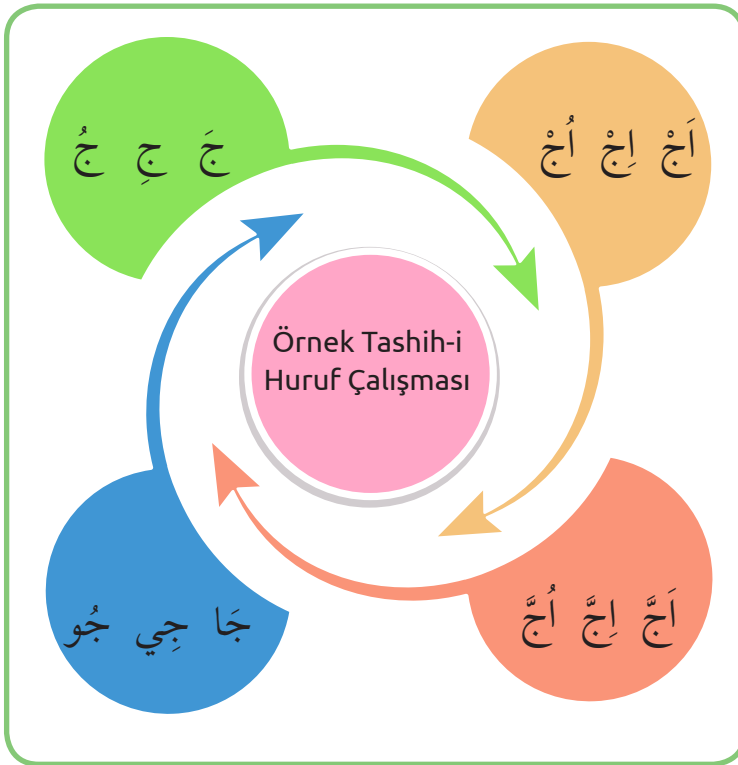 جَ جِ جُ
اَجْ اِجْ اُجْ
Örnek Tashih-i
Huruf Çalışması
جَا جِي جُو
اَجَّ اِجَّ اُجَّ